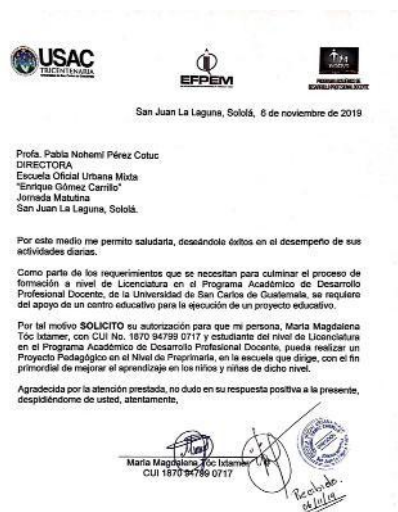 USAC
TRICENTENARIA
EFPEM
San Juan La Laguna, Sololá, 6 de noviembre de 2019
Profa. Pabla Nohemí Pérez Cotuc
DIRECTORA
Escuela Oficial Urbana Mixta
"Enrique Gómez Carrillo"
Jornada Matutina
San Juan La Laguna, Sololá.
Por este medio me permito saludarla, deseándole éxitos en el desempeño de sus
actividades diarias.
Como parte de los requerimientos que se necesitan para culminar el proceso de
formación a nivel de Licenciatura en el Programa Académico de Desarrollo
Profesional Docente, de la Universidad de San Carlos de Guatemala, se requiere
del apoyo de un centro educativo para la ejecución de un proyecto educativo.
Por tal motivo SOLICITO su autorización para que mi persona, María Magdalena
Tóc Ixtamer, con CUI No. 1870 94799 0717 y estudiante del nivel de Licenciatura
en el Programa Académico de Desarrollo Profesional Docente, pueda realizar un
Proyecto Pedagógico en el Nivel de Preprimaria, en la escuela que dirige, con el fin
primordial de mejorar el aprendizaje en los niños y niñas de dicho nivel.
Agradecida por la atención prestada, no dudo en su respuesta positiva a la presente,
despidiéndome de usted, atentamente,
María Magdalena Tóc Ixtamer
CUI 1870 94799 0717
Recibido.
06/11/19